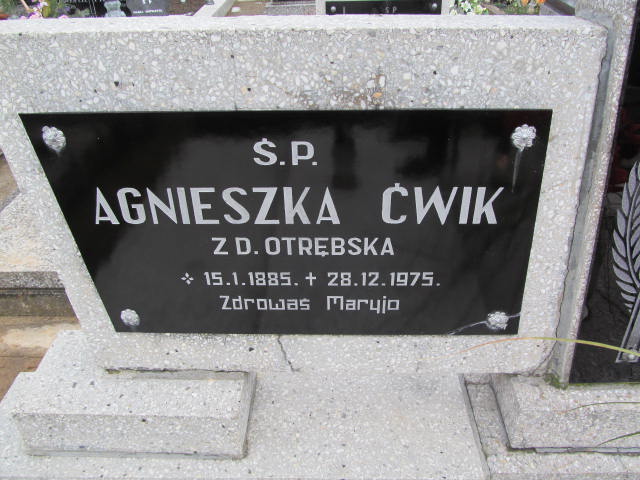 Ś.P.
AGNIESZKA ĆWIK
Z D. OTRĘBSKA
✢ 15.1.1885. ✝ 28.12.1975.
Zdrowaś Maryjo